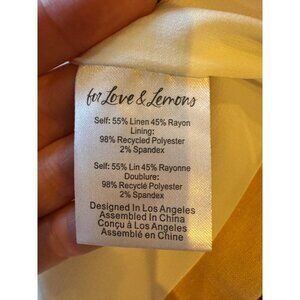 for Love & Lemons
Self: 55% Linen 45% Rayon
Lining:
98% Recycled Polyester
2% Spandex
Self: 55% Lin 45% Rayonne
Doublure:
98% Recyclé Polyester
2% Spandex
Designed In Los Angeles
Assembled In China
Conçu à Los Angeles
Assemblé en Chine